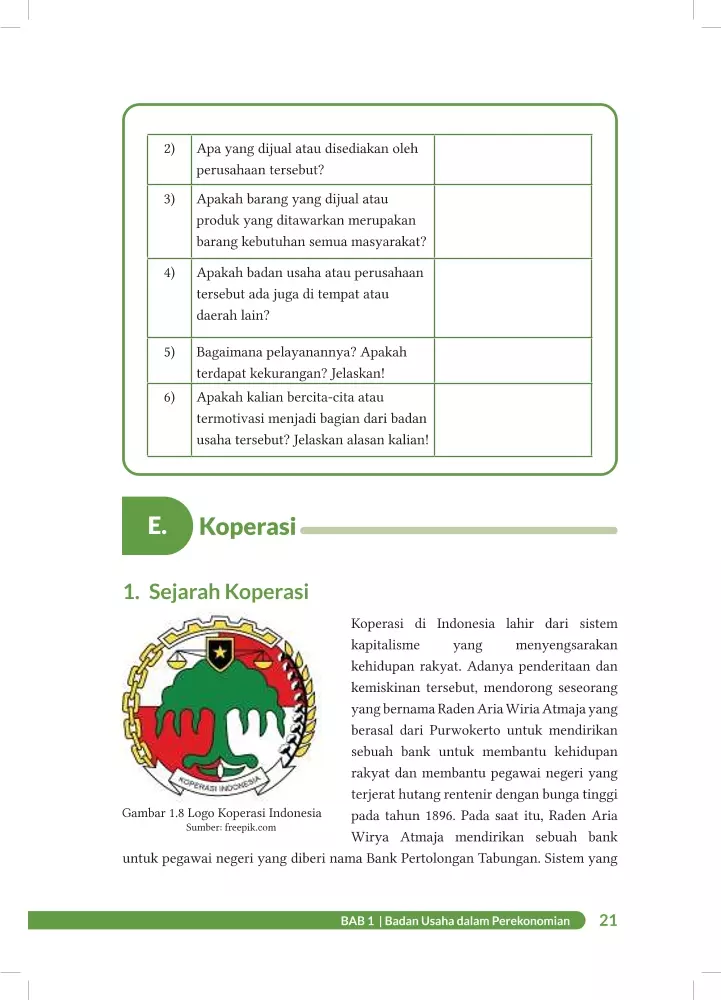 2) Apa yang dijual atau disediakan oleh
perusahaan tersebut?
3) Apakah barang yang dijual atau
produk yang ditawarkan merupakan
barang kebutuhan semua masyarakat?
4) Apakah badan usaha atau perusahaan
tersebut ada juga di tempat atau
daerah lain?
5) Bagaimana pelayanannya? Apakah
terdapat kekurangan? Jelaskan!
6) Apakah kalian bercita-cita atau
termotivasi menjadi bagian dari badan
usaha tersebut? Jelaskan alasan kalian!
E. Koperasi
1. Sejarah Koperasi
KOPERASI INDONESIA
Gambar 1.8 Logo Koperasi Indonesia
Sumber: freepik.com
Koperasi di Indonesia lahir dari sistem
kapitalisme yang menyengsarakan
kehidupan rakyat. Adanya penderitaan dan
kemiskinan tersebut, mendorong seseorang
yang bernama Raden Aria Wiria Atmaja yang
berasal dari Purwokerto untuk mendirikan
sebuah bank untuk membantu kehidupan
rakyat dan membantu pegawai negeri yang
terjerat hutang rentenir dengan bunga tinggi
pada tahun 1896. Pada saat itu, Raden Aria
Wirya Atmaja mendirikan sebuah bank
untuk pegawai negeri yang diberi nama Bank Pertolongan Tabungan. Sistem yang
BAB 1 | Badan Usaha dalam Perekonomian 21